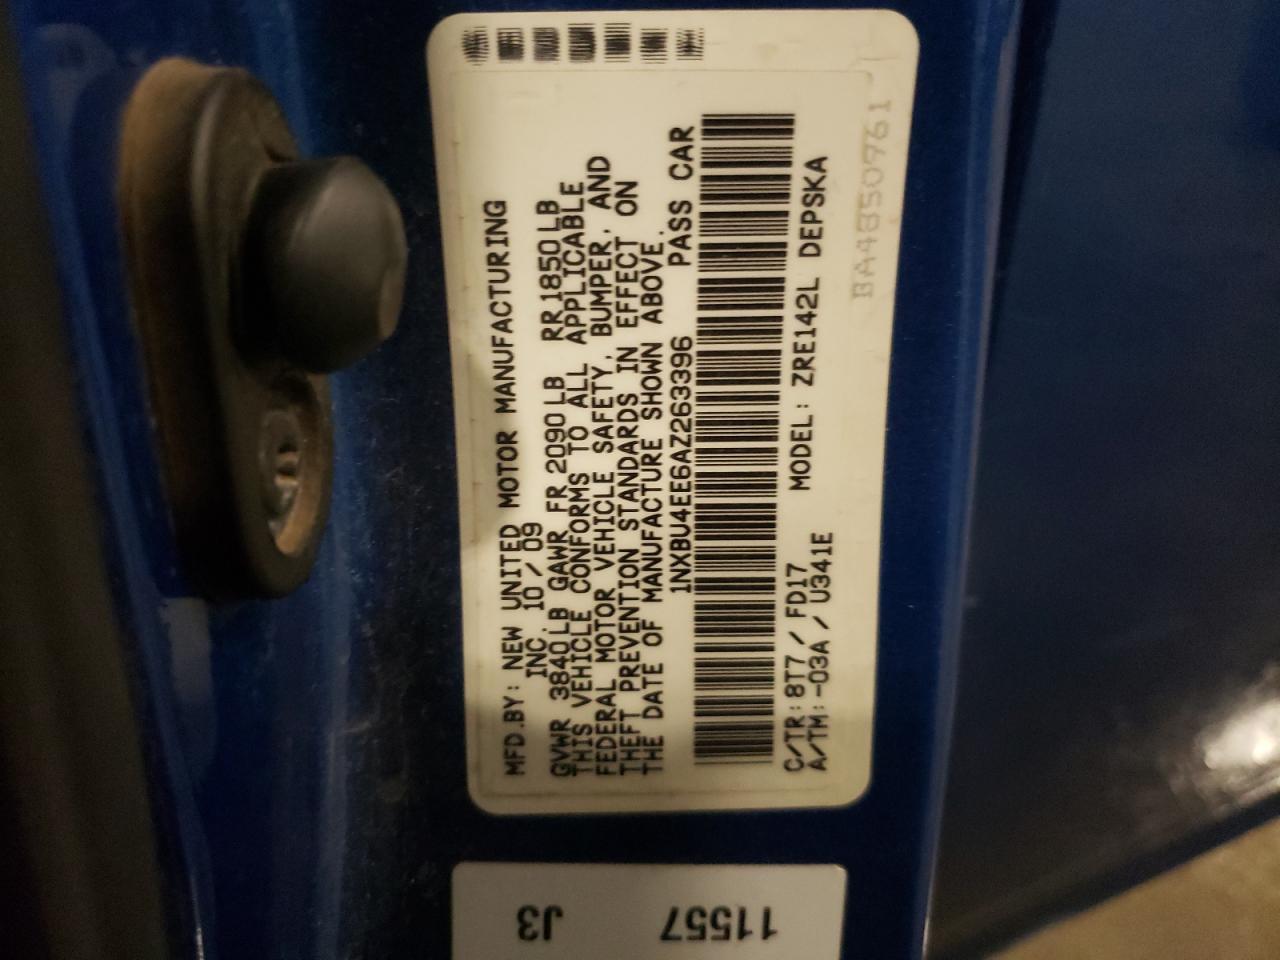 MFD.BY: NEW UNITED MOTOR MANUFACTURING
INC. 10/09
GVWR 3840LB GAWR FR 2090LB RR1850LB
THIS VEHICLE CONFORMS TO ALL APPLICABLE
FEDERAL MOTOR VEHICLE SAFETY, BUMPER, AND
THEFT PREVENTION STANDARDS IN EFFECT ON
THE DATE OF MANUFACTURE SHOWN ABOVE.
1NXBU4EE6AZ263396 PASS CAR
MODEL: ZRE142L DEPSKA
C/TR: 8T7/FD17
A/TM: -03A/U341E
BA4850961
11557
J3